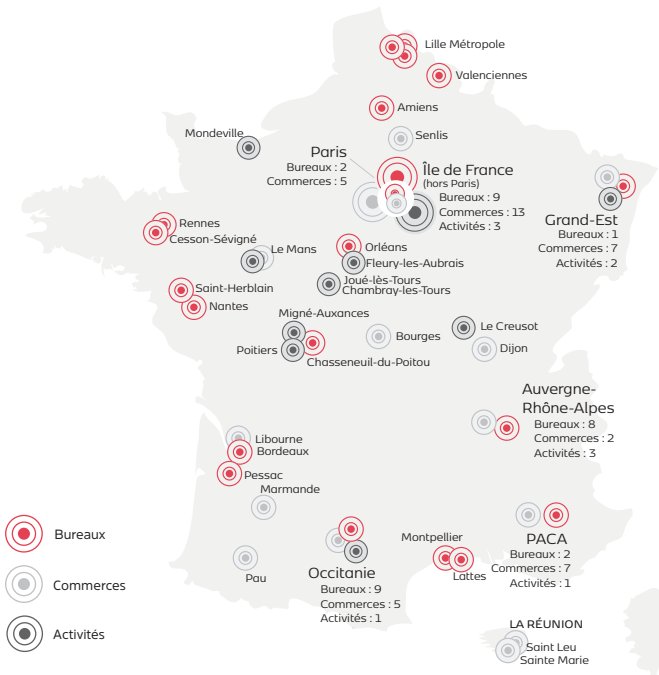 Lille Métropole
Valenciennes
Amiens
Senlis
Mondeville
Paris
Bureaux : 2
Commerces : 5
Île de France
(hors Paris)
Bureaux : 9
Commerces : 13
Activités : 3
Grand-Est
Bureaux : 1
Commerces : 7
Activités : 2
Rennes
Cesson-Sévigné
Le Mans
Orléans
Fleury-les-Aubrais
Joué-lès-Tours
Chambray-les-Tours
Saint-Herblain
Nantes
Migné-Auxances
Poitiers
Chasseneuil-du-Poitou
Bourges
Le Creusot
Dijon
Auvergne-
Rhône-Alpes
Bureaux : 8
Commerces : 2
Activités : 3
Libourne
Bordeaux
Pessac
Marmande
Pau
Occitanie
Bureaux : 9
Commerces : 5
Activités : 1
Montpellier
Lattes
PACA
Bureaux : 2
Commerces : 7
Activités : 1
LA RÉUNION
Saint Leu
Sainte Marie
Bureaux
Commerces
Activités